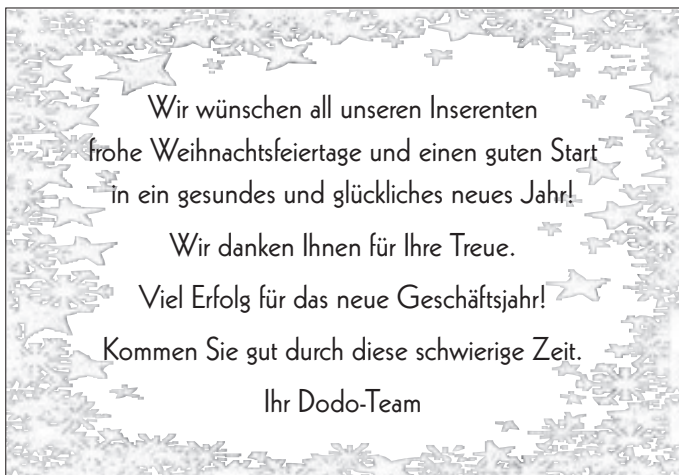 Wir wünschen all unseren Inserenten
frohe Weihnachtsfeiertage und einen guten Start
in ein gesundes und glückliches neues Jahr!
Wir danken Ihnen für Ihre Treue.
Viel Erfolg für das neue Geschäftsjahr!
Kommen Sie gut durch diese schwierige Zeit.
Ihr Dodo-Team